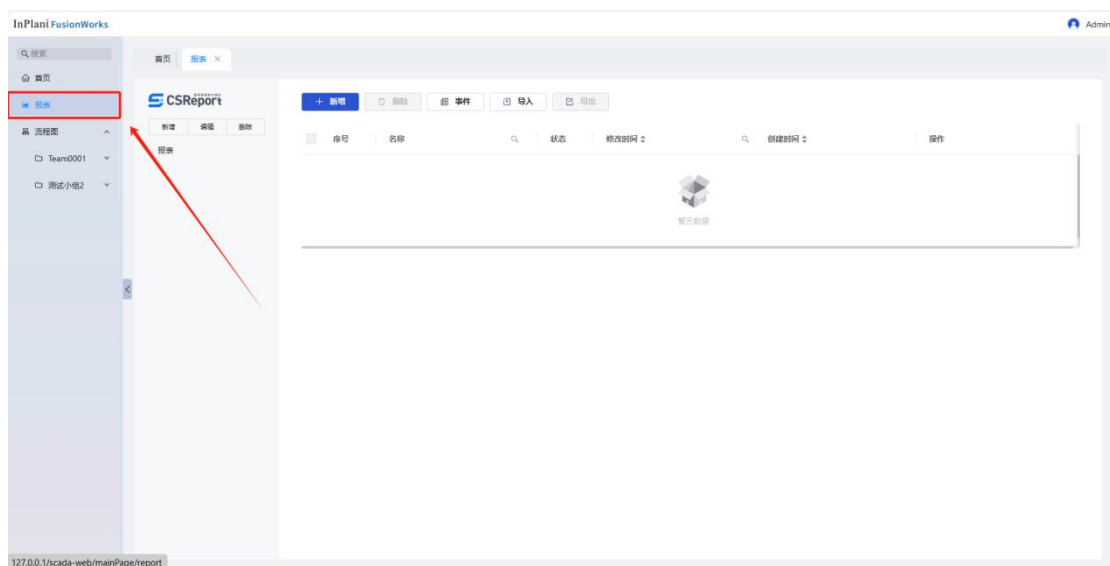 InPlani FusionWorks
Admin
搜索
首页
报表
首页
报表
流程图
Team0001
测试小组2
CSReport
新增 编辑 删除
报表
新增 删除 事件 导入 导出
序号 名称 状态 修改时间 创建时间 操作
暂无数据
127.0.0.1/scada-web/mainPage/report